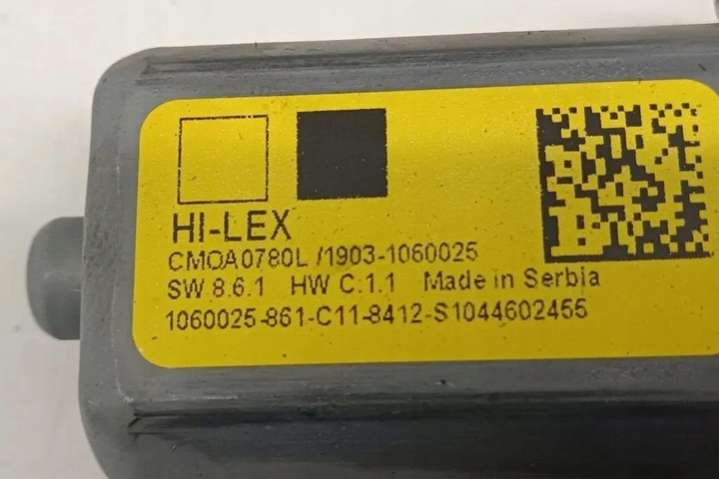 HI-LEX
CMOA0780L /1903-1060025
SW 8.6.1 HW C.1.1 Made in Serbia
1060025-861-C11-8412-S1044602455